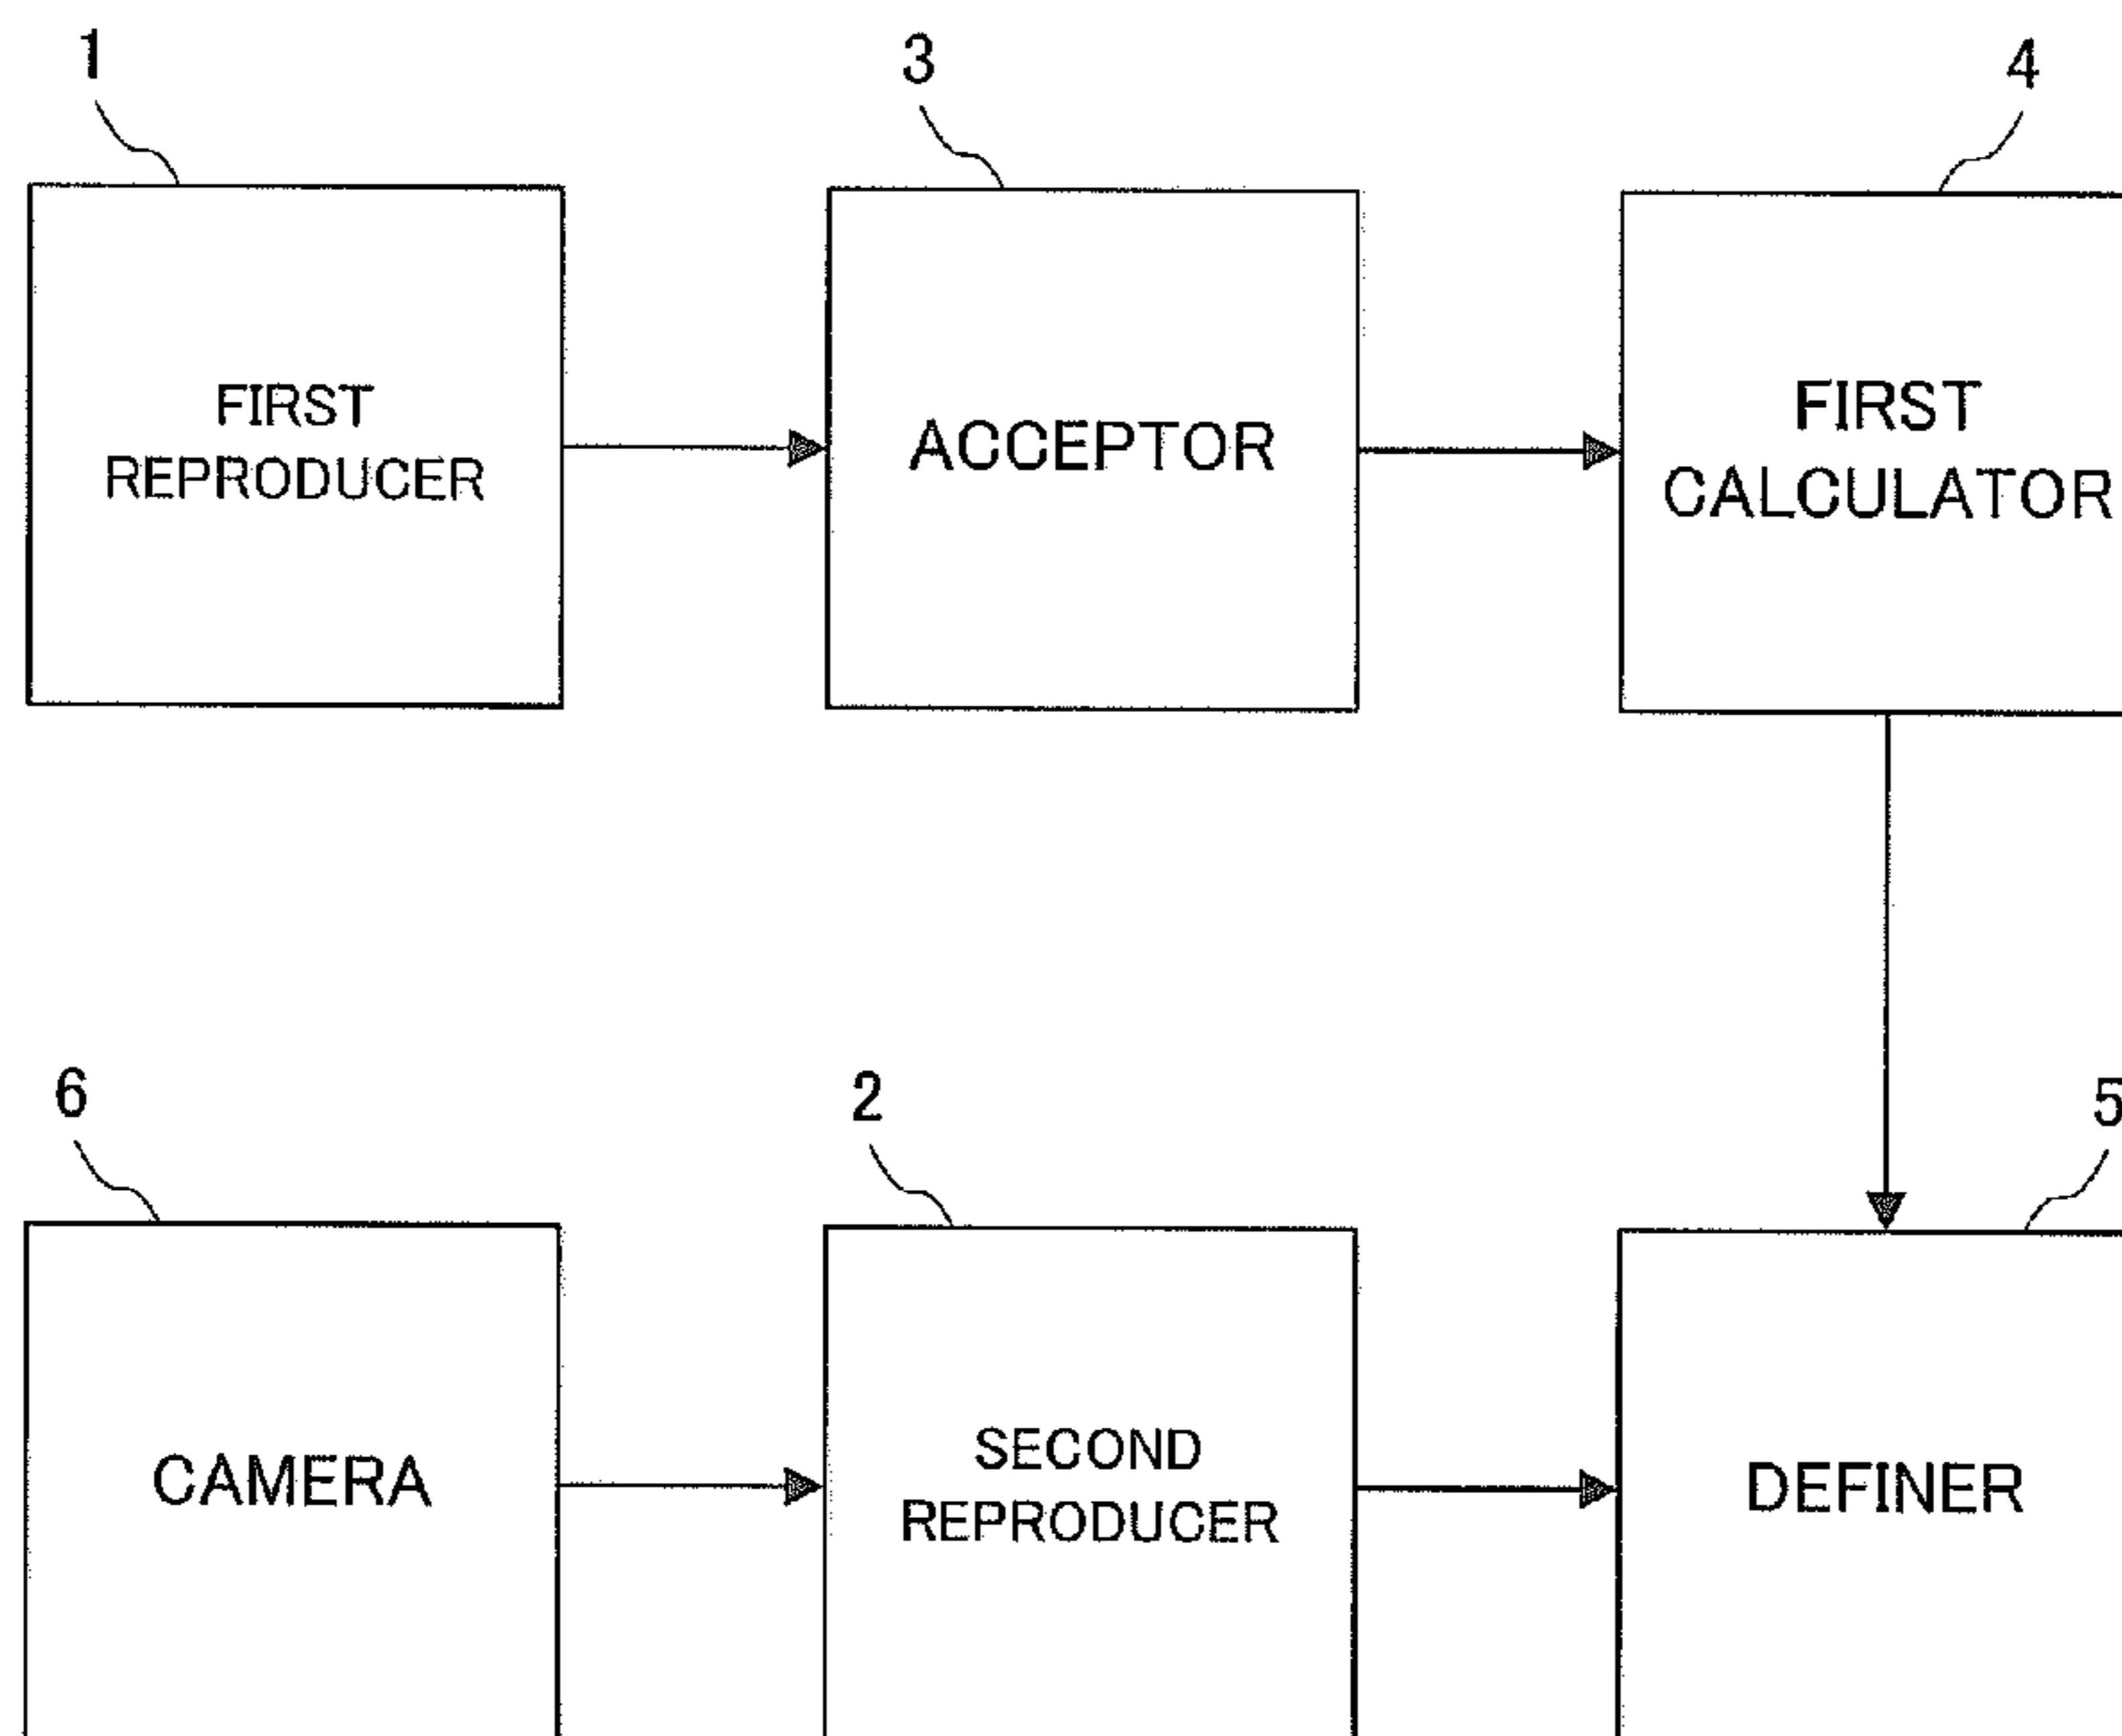 1
3
4
FIRST
REPRODUCER
ACCEPTOR
FIRST
CALCULATOR
6
2
5
CAMERA
SECOND
REPRODUCER
DEFINER